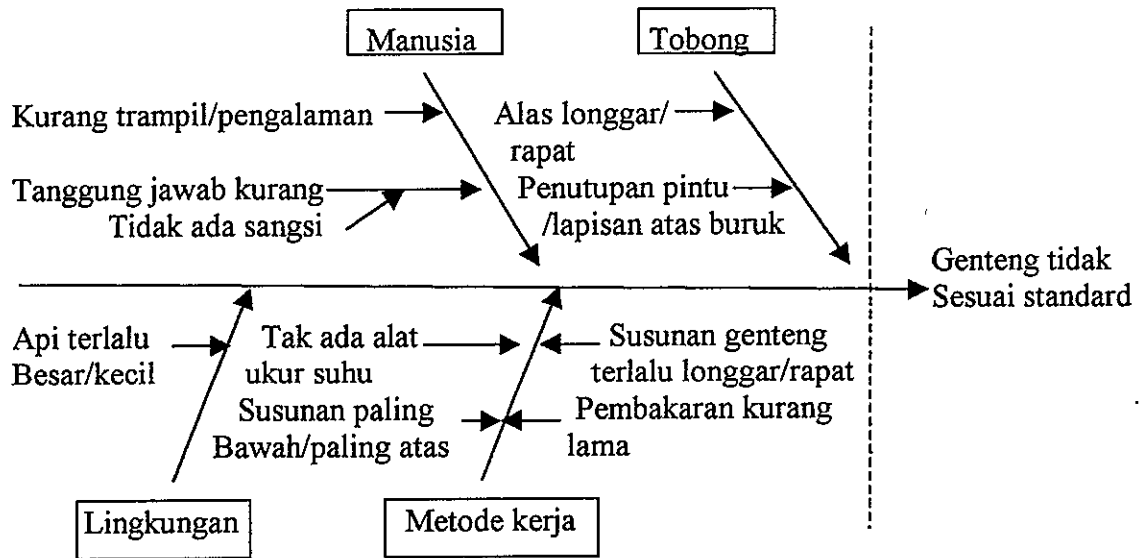 Manusia
Tobong
Kurang trampil/pengalaman
Alas longgar/
rapat
Tanggung jawab kurang
Tidak ada sangsi
Penutupan pintu
/lapisan atas buruk
Genteng tidak
Sesuai standard
Api terlalu
Besar/kecil
Tak ada alat
ukur suhu
Susunan genteng
terlalu longgar/rapat
Susunan paling
Bawah/paling atas
Pembakaran kurang
lama
Lingkungan
Metode kerja